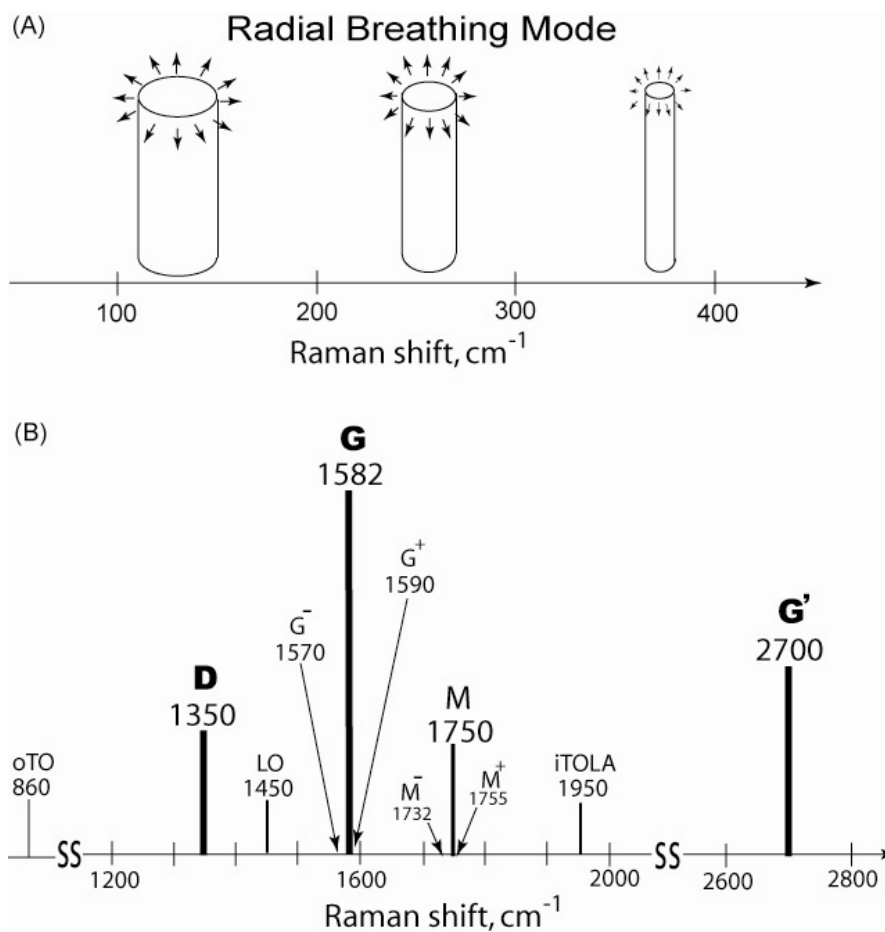 (A)
Radial Breathing Mode
100 200 300 400
Raman shift, cm⁻¹
(B)
G
1582
G⁺
1590
G⁻
1570
G’
2700
D
1350
M
1750
oTO
860
LO
1450
M⁻
1732
M⁺
1755
iTOLA
1950
SS SS
1200 1600 2000 2600 2800
Raman shift, cm⁻¹